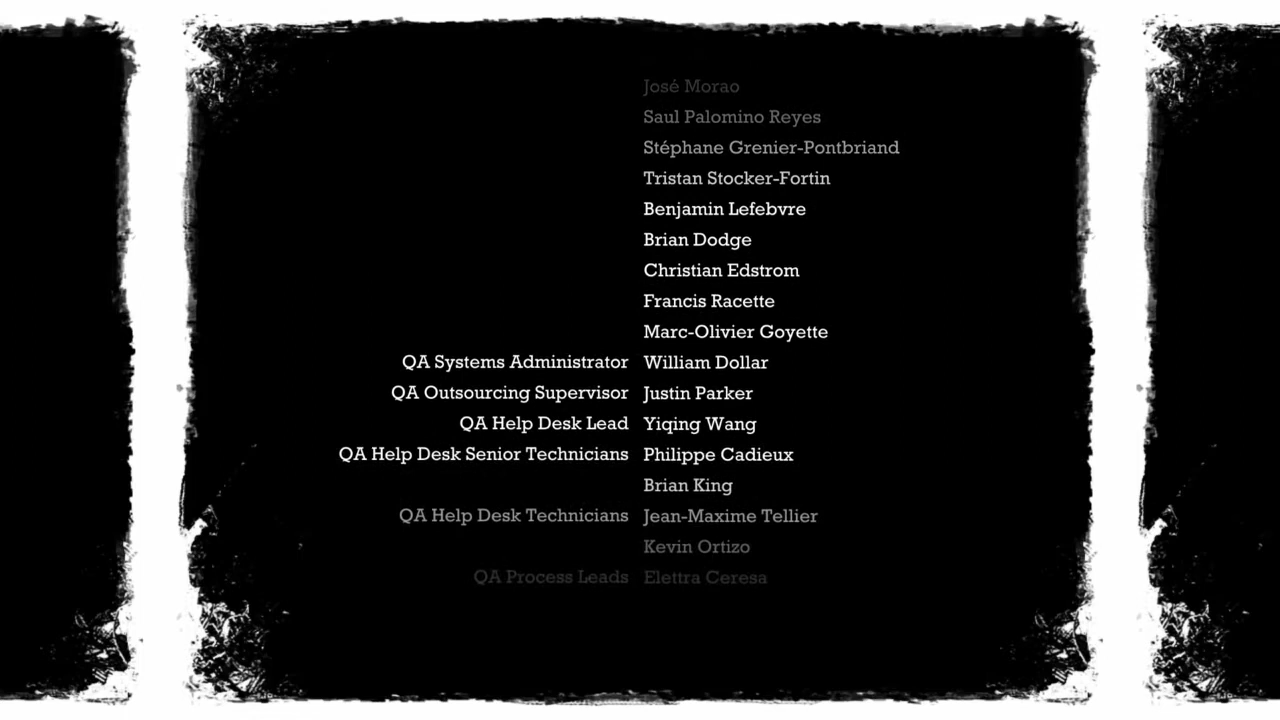 José Morao
Saul Palomino Reyes
Stéphane Grenier-Pontbriand
Tristan Stocker-Fortin
Benjamin Lefebvre
Brian Dodge
Christian Edstrom
Francis Racette
Marc-Olivier Goyette
QA Systems Administrator William Dollar
QA Outsourcing Supervisor Justin Parker
QA Help Desk Lead Yiqing Wang
QA Help Desk Senior Technicians Philippe Cadieux
Brian King
QA Help Desk Technicians Jean-Maxime Tellier
Kevin Ortizo
QA Process Leads Elettra Ceresa